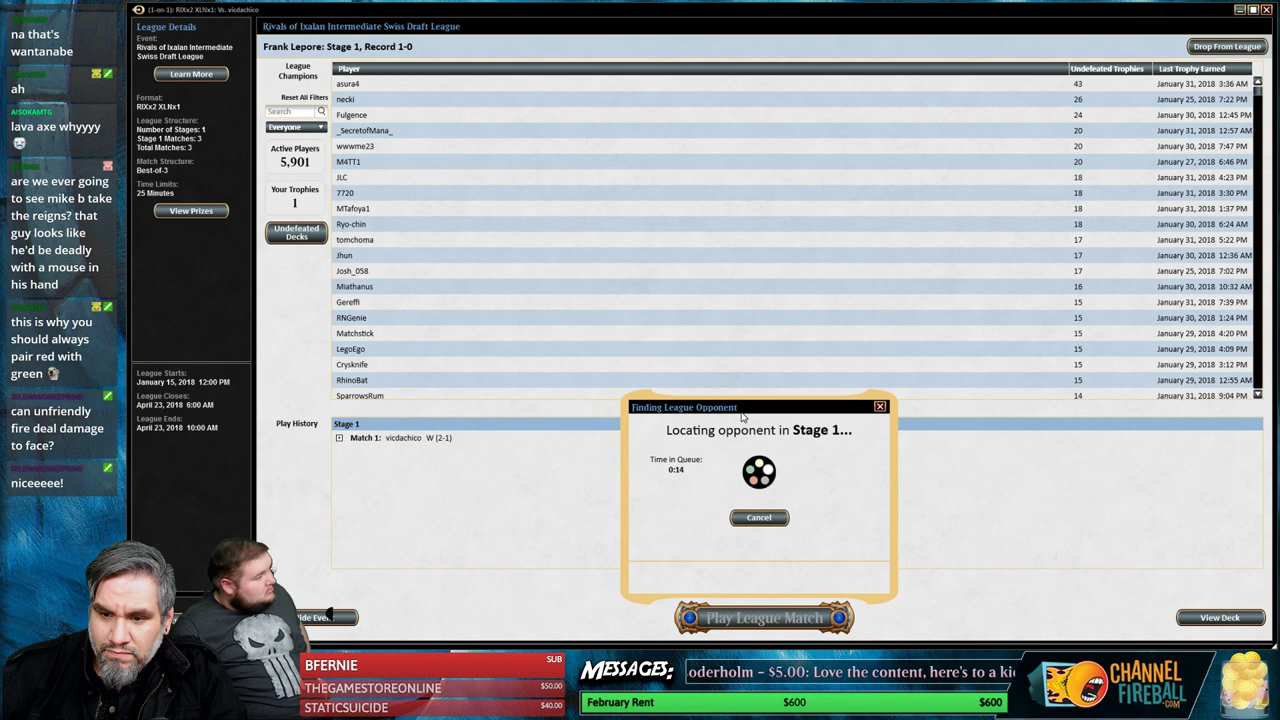 (1-on-1): RIXx2 XLNx1: Vs. vicdachico
na that's
wantanabe
ah
AISOKAMTG
lava axe whyyyy
are we ever going
to see mike b take
the reigns? that
guy looks like
he'd be deadly
with a mouse in
his hand
this is why you
should always
pair red with
green
can unfriendly
fire deal damage
to face?
niceeeee!
League Details
Event:
Rivals of Ixalan Intermediate
Swiss Draft League
Learn More
Format:
RIXx2 XLNx1
League Structure:
Number of Stages: 1
Stage 1 Matches: 3
Total Matches: 3
Match Structure:
Best-of-3
Time Limits:
25 Minutes
View Prizes
League Starts:
January 15, 2018 12:00 PM
League Closes:
April 23, 2018 6:00 AM
League Ends:
April 23, 2018 10:00 AM
Rivals of Ixalan Intermediate Swiss Draft League
Frank Lepore: Stage 1, Record 1-0
Drop From League
League
Champions
Reset All Filters
Search
Everyone
Active Players
5,901
Your Trophies
1
Undefeated
Decks
Player Undefeated Trophies Last Trophy Earned
asura4 43 January 31, 2018 3:36 AM
necki 26 January 25, 2018 7:22 PM
Fulgence 24 January 30, 2018 12:45 PM
_SecretofMana_ 20 January 31, 2018 12:57 AM
wwwme23 20 January 30, 2018 7:47 PM
M4TT1 20 January 27, 2018 6:46 PM
JLC 18 January 31, 2018 4:23 PM
7720 18 January 31, 2018 3:30 PM
MTafoya1 18 January 31, 2018 1:37 PM
Ryo-chin 18 January 30, 2018 6:24 AM
tomchoma 17 January 31, 2018 5:22 PM
Jhun 17 January 30, 2018 12:36 AM
Josh_058 17 January 25, 2018 7:02 PM
Miathanus 16 January 30, 2018 10:32 AM
Gereffi 15 January 31, 2018 7:39 PM
RNGenie 15 January 30, 2018 1:24 PM
Matchstick 15 January 29, 2018 4:20 PM
LegoEgo 15 January 29, 2018 4:09 PM
Crysknife 15 January 29, 2018 3:12 PM
RhinoBat 15 January 29, 2018 12:55 AM
SparrowsRum 14 January 31, 2018 9:04 PM
Play History
Stage 1
Match 1: vicdachico W (2-1)
Finding League Opponent
Locating opponent in Stage 1...
Time in Queue:
0:14
Cancel
Play League Match
View Deck
BFERNIE SUB
THEGAMESTOREONLINE $50.00
STATICSUICIDE $40.00
MESSAGES:
oderholm – $5.00: Love the content, here's to a kic
February Rent $600 $600
CHANNEL
FIREBALL
.COM